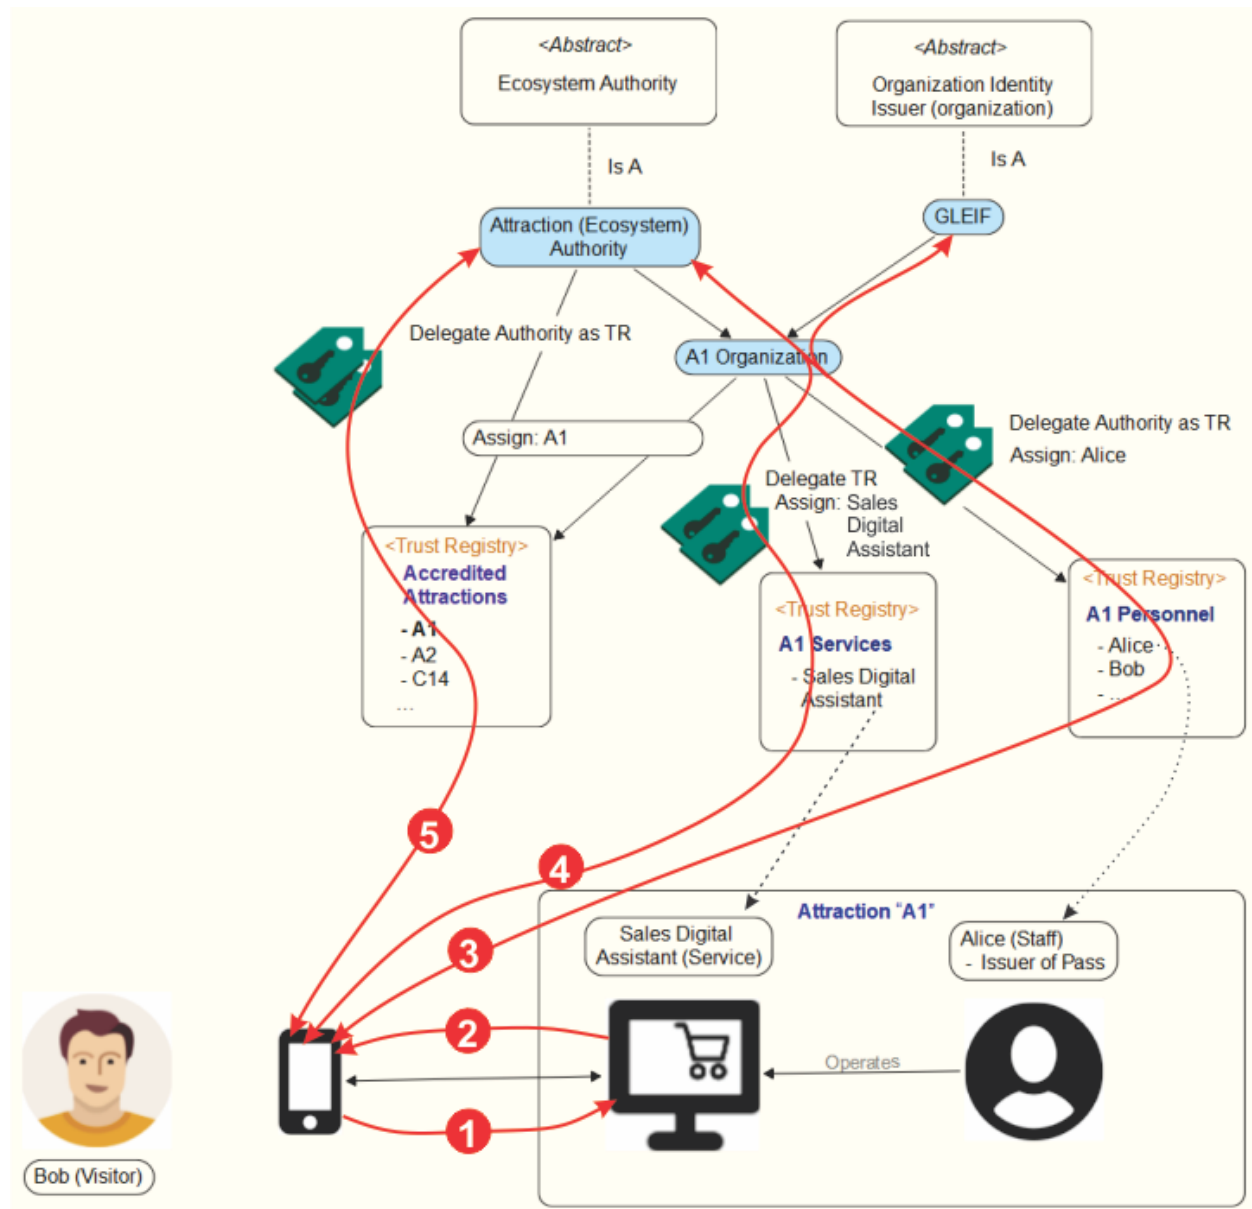 <Abstract>
Ecosystem Authority
<Abstract>
Organization Identity
Issuer (organization)
Is A
Is A
Attraction (Ecosystem)
Authority
GLEIF
Delegate Authority as TR
A1 Organization
Assign: A1
Delegate Authority as TR
Assign: Alice
Delegate TR
Assign: Sales
Digital
Assistant
<Trust Registry>
Accredited
Attractions
- A1
- A2
- C14
...
<Trust Registry>
A1 Services
- Sales Digital
Assistant
<Trust Registry>
A1 Personnel
- Alice
- Bob
- ...
5
4
3
2
1
Attraction “A1”
Sales Digital
Assistant (Service)
Alice (Staff)
- Issuer of Pass
Operates
Bob (Visitor)